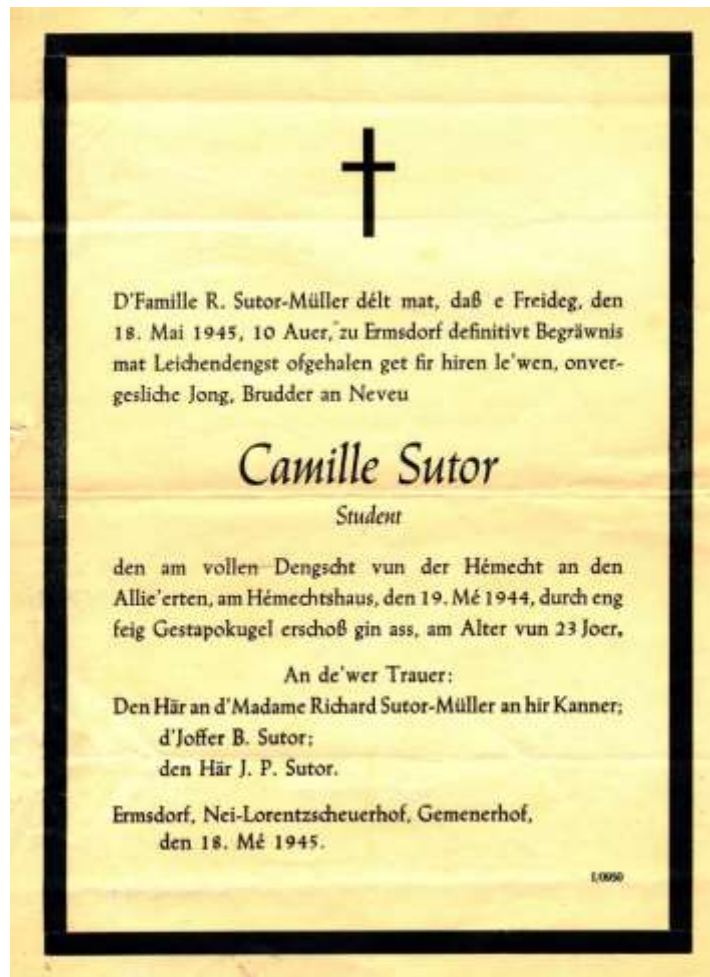 D'Famille R. Sutor-Müller délt mat, daß e Freideg, den
18. Mai 1945, 10 Auer, zu Ermsdorf definitivt Begräwnis
mat Leichendengst ofgehalen get fir hiren le'wen, onver-
gesliche Jong, Brudder an Neveu
Camille Sutor
Student
den am vollen Dengscht vun der Hémecht an den
Allie'erten, am Hémechtshaus, den 19. Mé 1944, durch eng
feig Gestapokugel erschoß gin ass, am Alter vun 23 Joer.
An de'wer Trauer:
Den Här an d'Madame Richard Sutor-Müller an hir Kanner;
d'Joffer B. Sutor;
den Här J. P. Sutor.
Ermsdorf, Nei-Lorentzscheuerhof, Gemenerhof,
den 18. Mé 1945.